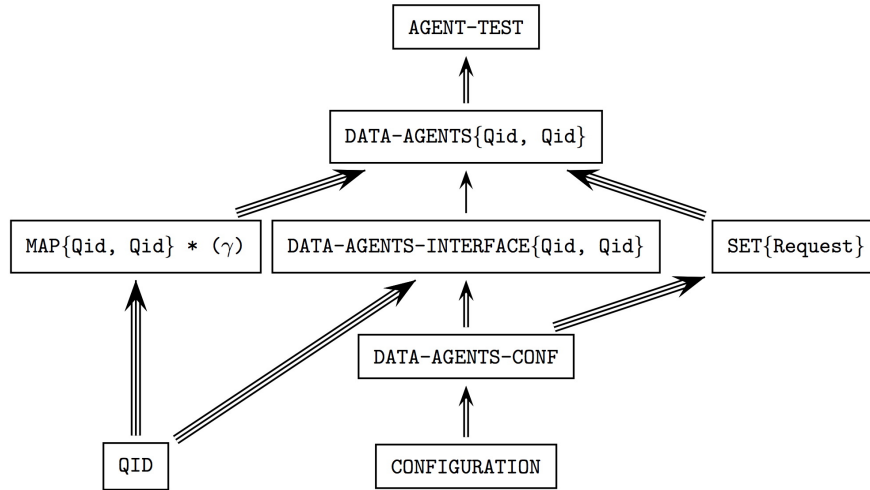 AGENT-TEST
DATA-AGENTS{Qid, Qid}
MAP{Qid, Qid} * (γ)
DATA-AGENTS-INTERFACE{Qid, Qid}
SET{Request}
DATA-AGENTS-CONF
QID
CONFIGURATION